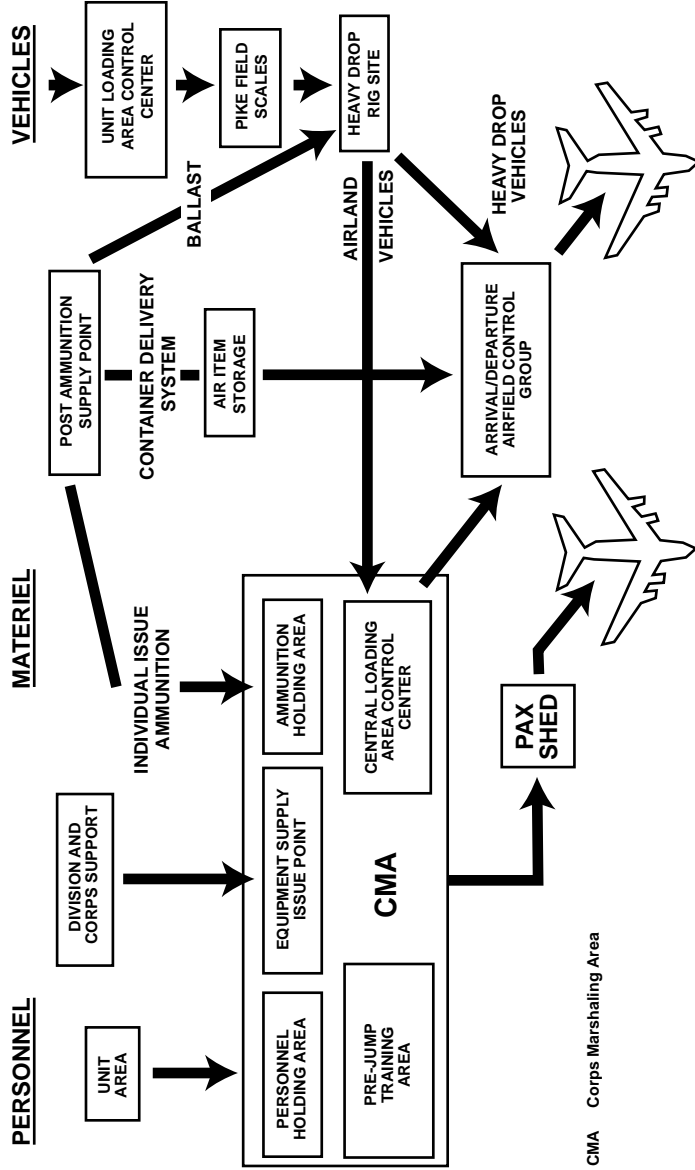 PERSONNEL
MATERIEL
VEHICLES
UNIT
AREA
DIVISION AND
CORPS SUPPORT
POST AMMUNITION
SUPPLY POINT
UNIT LOADING
AREA CONTROL
CENTER
INDIVIDUAL ISSUE
AMMUNITION
CONTAINER DELIVERY
SYSTEM
BALLAST
PIKE FIELD
SCALES
AIR ITEM
STORAGE
HEAVY DROP
RIG SITE
PERSONNEL
HOLDING AREA
EQUIPMENT SUPPLY
ISSUE POINT
AMMUNITION
HOLDING AREA
PRE-JUMP
TRAINING
AREA
CMA
CENTRAL LOADING
AREA CONTROL
CENTER
AIRLAND
VEHICLES
HEAVY DROP
VEHICLES
ARRIVAL/DEPARTURE
AIRFIELD CONTROL
GROUP
PAX
SHED
CMA Corps Marshaling Area